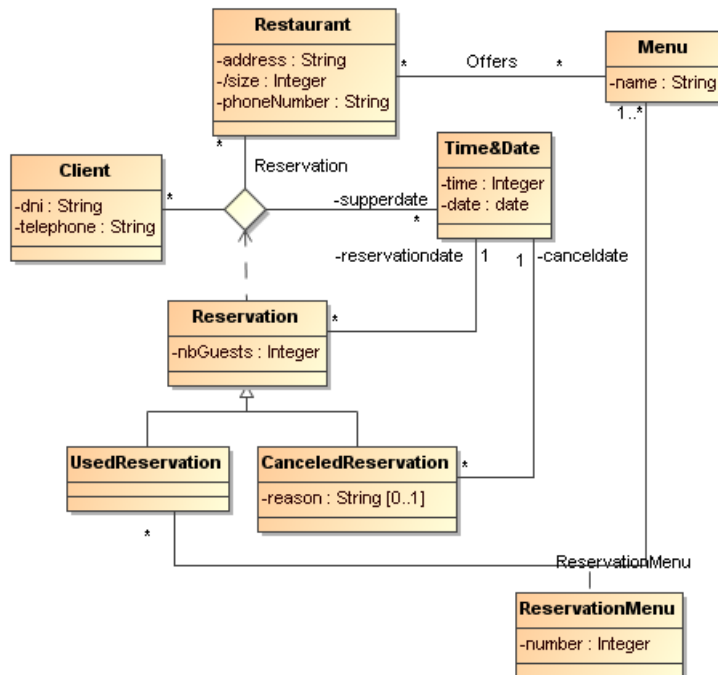 Restaurant
-address : String
-/size : Integer
-phoneNumber : String
*
Offers
*
Menu
-name : String
1..*
*
Reservation
Client
-dni : String
-telephone : String
*
-supperdate
*
Time&Date
-time : Integer
-date : date
-reservationdate
1
1
-canceldate
Reservation
-nbGuests : Integer
*
UsedReservation
CanceledReservation
-reason : String [0..1]
*
*
ReservationMenu
ReservationMenu
-number : Integer